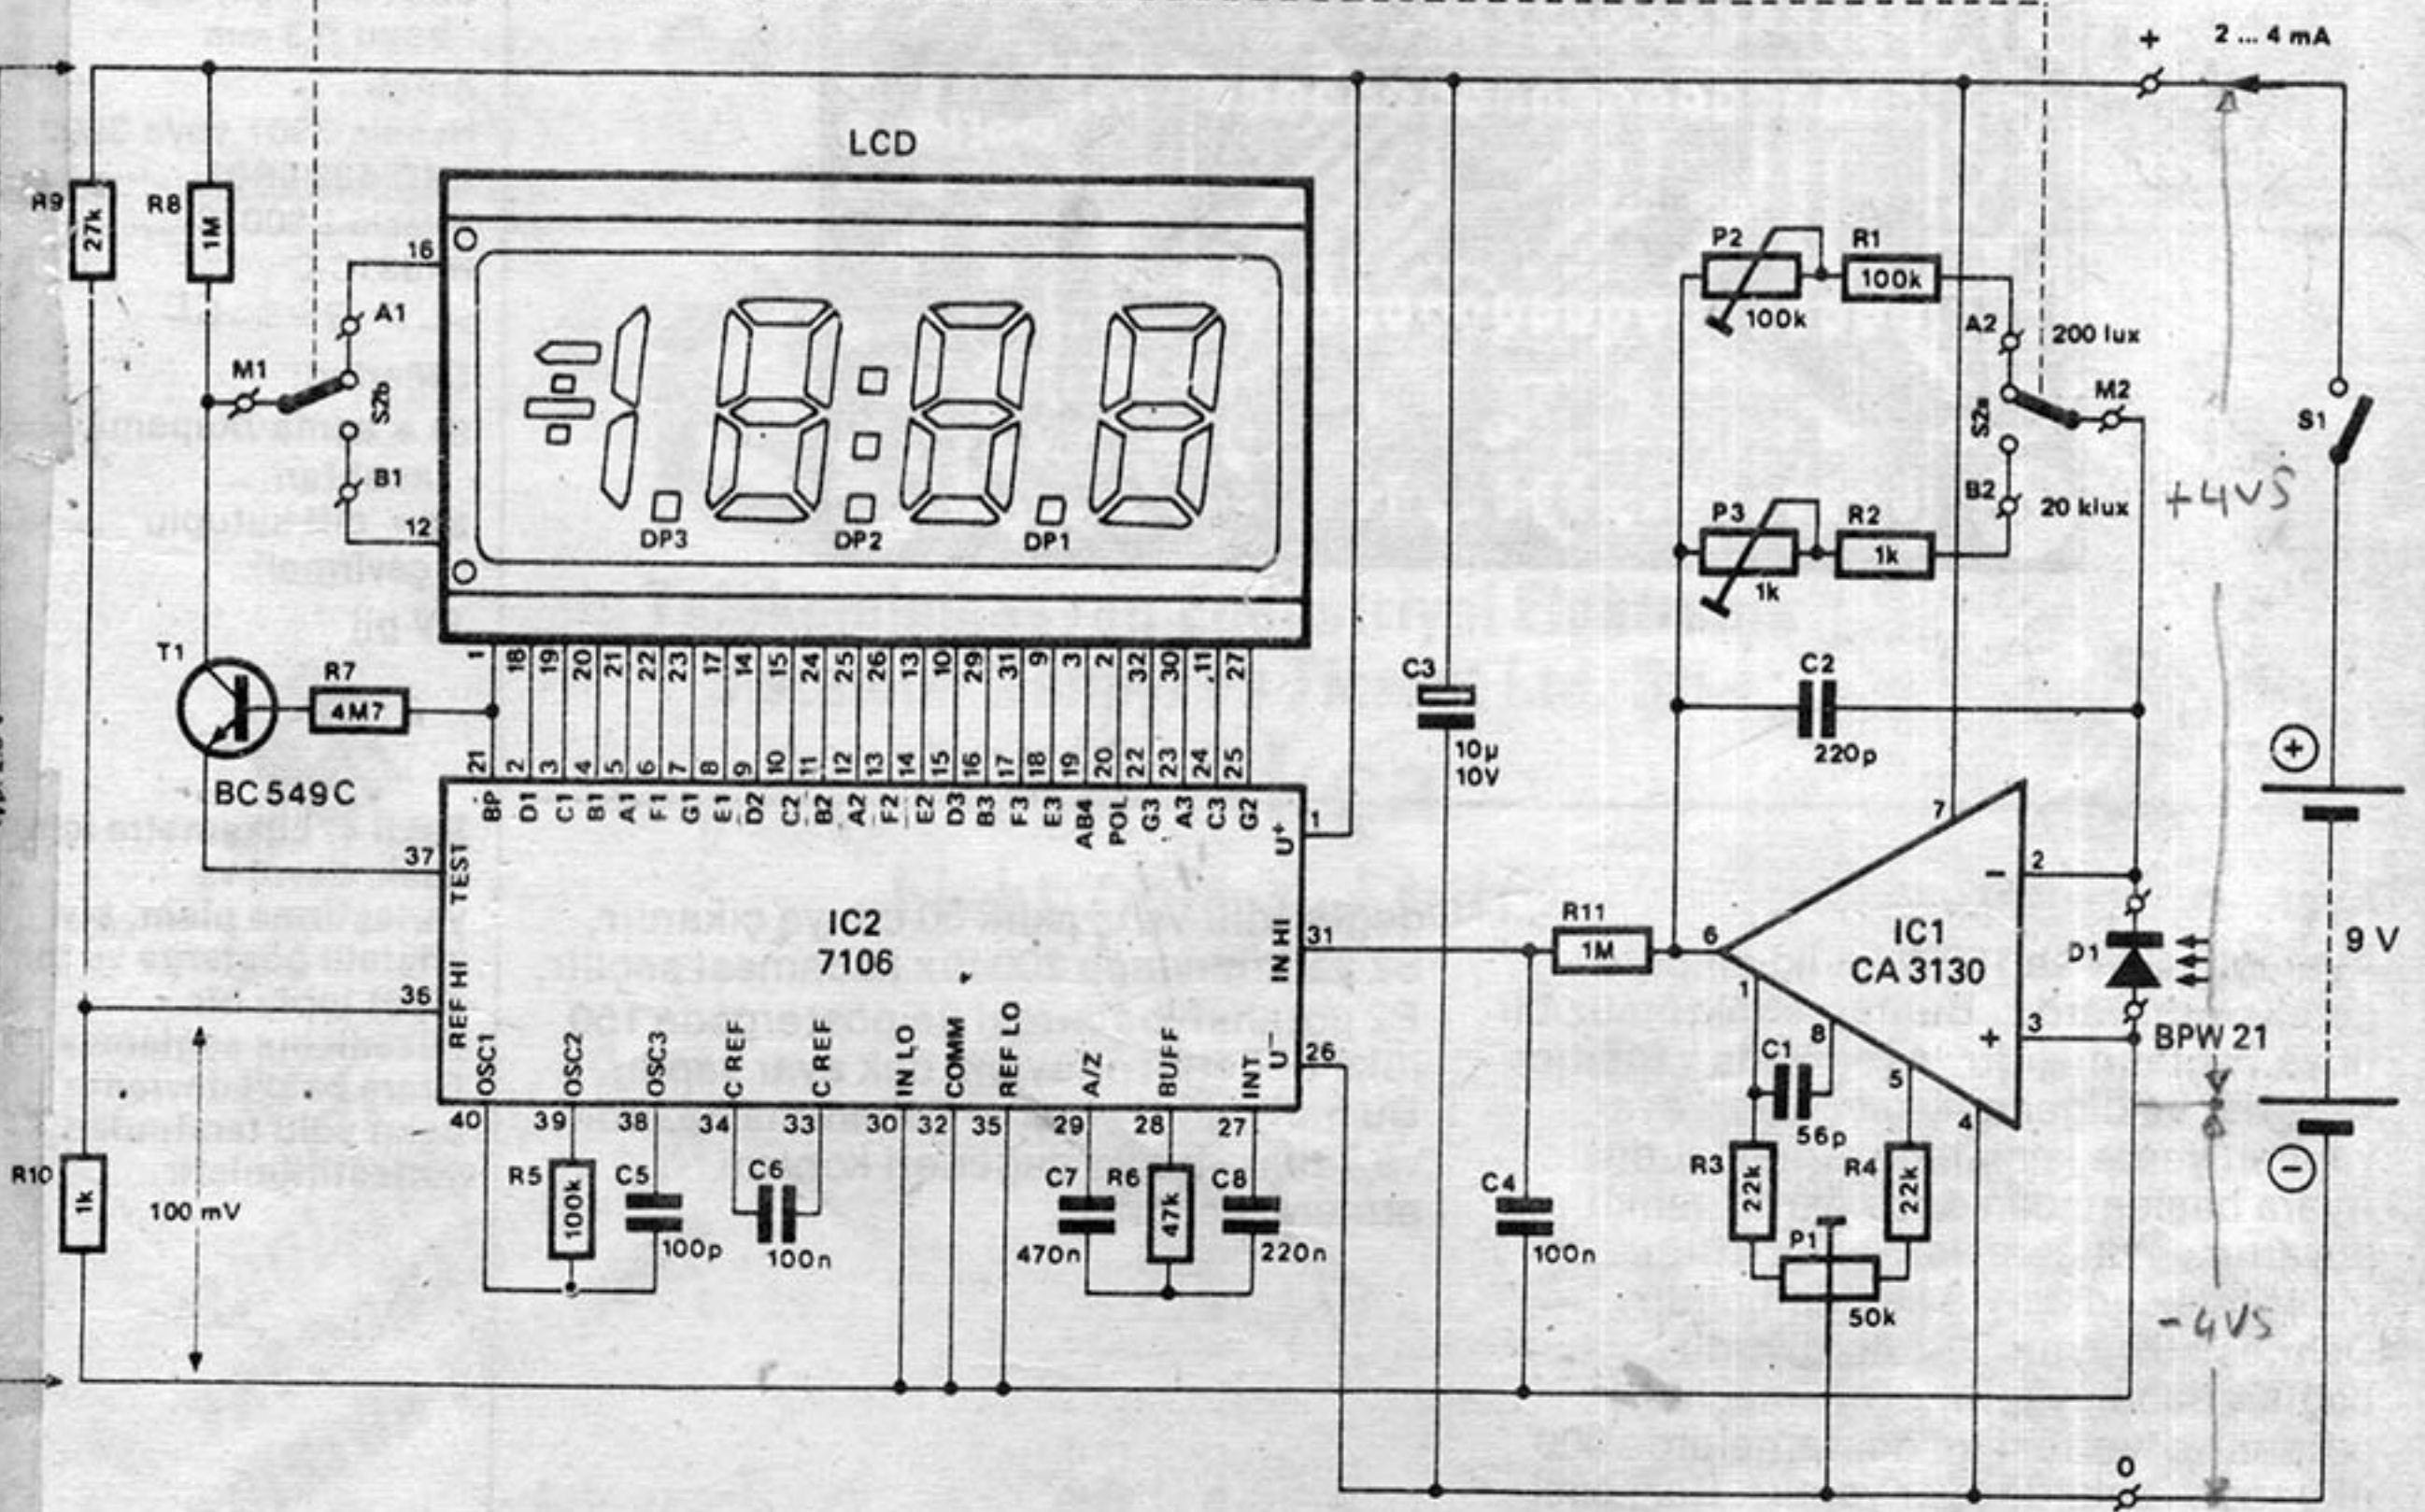 + 2 ... 4 mA
LCD
R9 27k
R8 1M
16
A1
M1
S2b
B1
12
DP3 DP2 DP1
P2 100k
R1 100k
A2 200 lux
M2
S2a
B2 20 klux
S1
+4VS
P3 1k
R2 1k
T1
R7 4M7
BC 549C
1 18 19 20 21 22 23 17 14 15 24 25 26 13 10 29 31 9 3 2 32 30 11 27
21 2 3 4 5 6 7 8 9 10 11 12 13 14 15 16 17 18 19 20 22 23 24 25
BP D1 C1 B1 A1 F1 G1 E1 D2 C2 B2 A2 F2 E2 D3 B3 F3 E3 AB4 POL G3 A3 C3 G2
C3
10µ
10V
C2
220p
+
37 TEST
U+ 1
IC2
7106
IN HI 31
R11 1M
6
7
2
−
IC1
CA 3130
D1
9 V
36 REF HI
1
8
+
3
BPW 21
OSC1 OSC2 OSC3 C REF C REF IN LO COMM REF LO A/Z BUFF INT U− 26
40 39 38 34 33 30 32 35 29 28 27
C1
56p
5
4
−
R10 1k
100 mV
R5 100k
C5
100p
C6
100n
C7
470n
R6 47k
C8
220n
C4
100n
R3 22k
R4 22k
P1
50k
-4VS
0